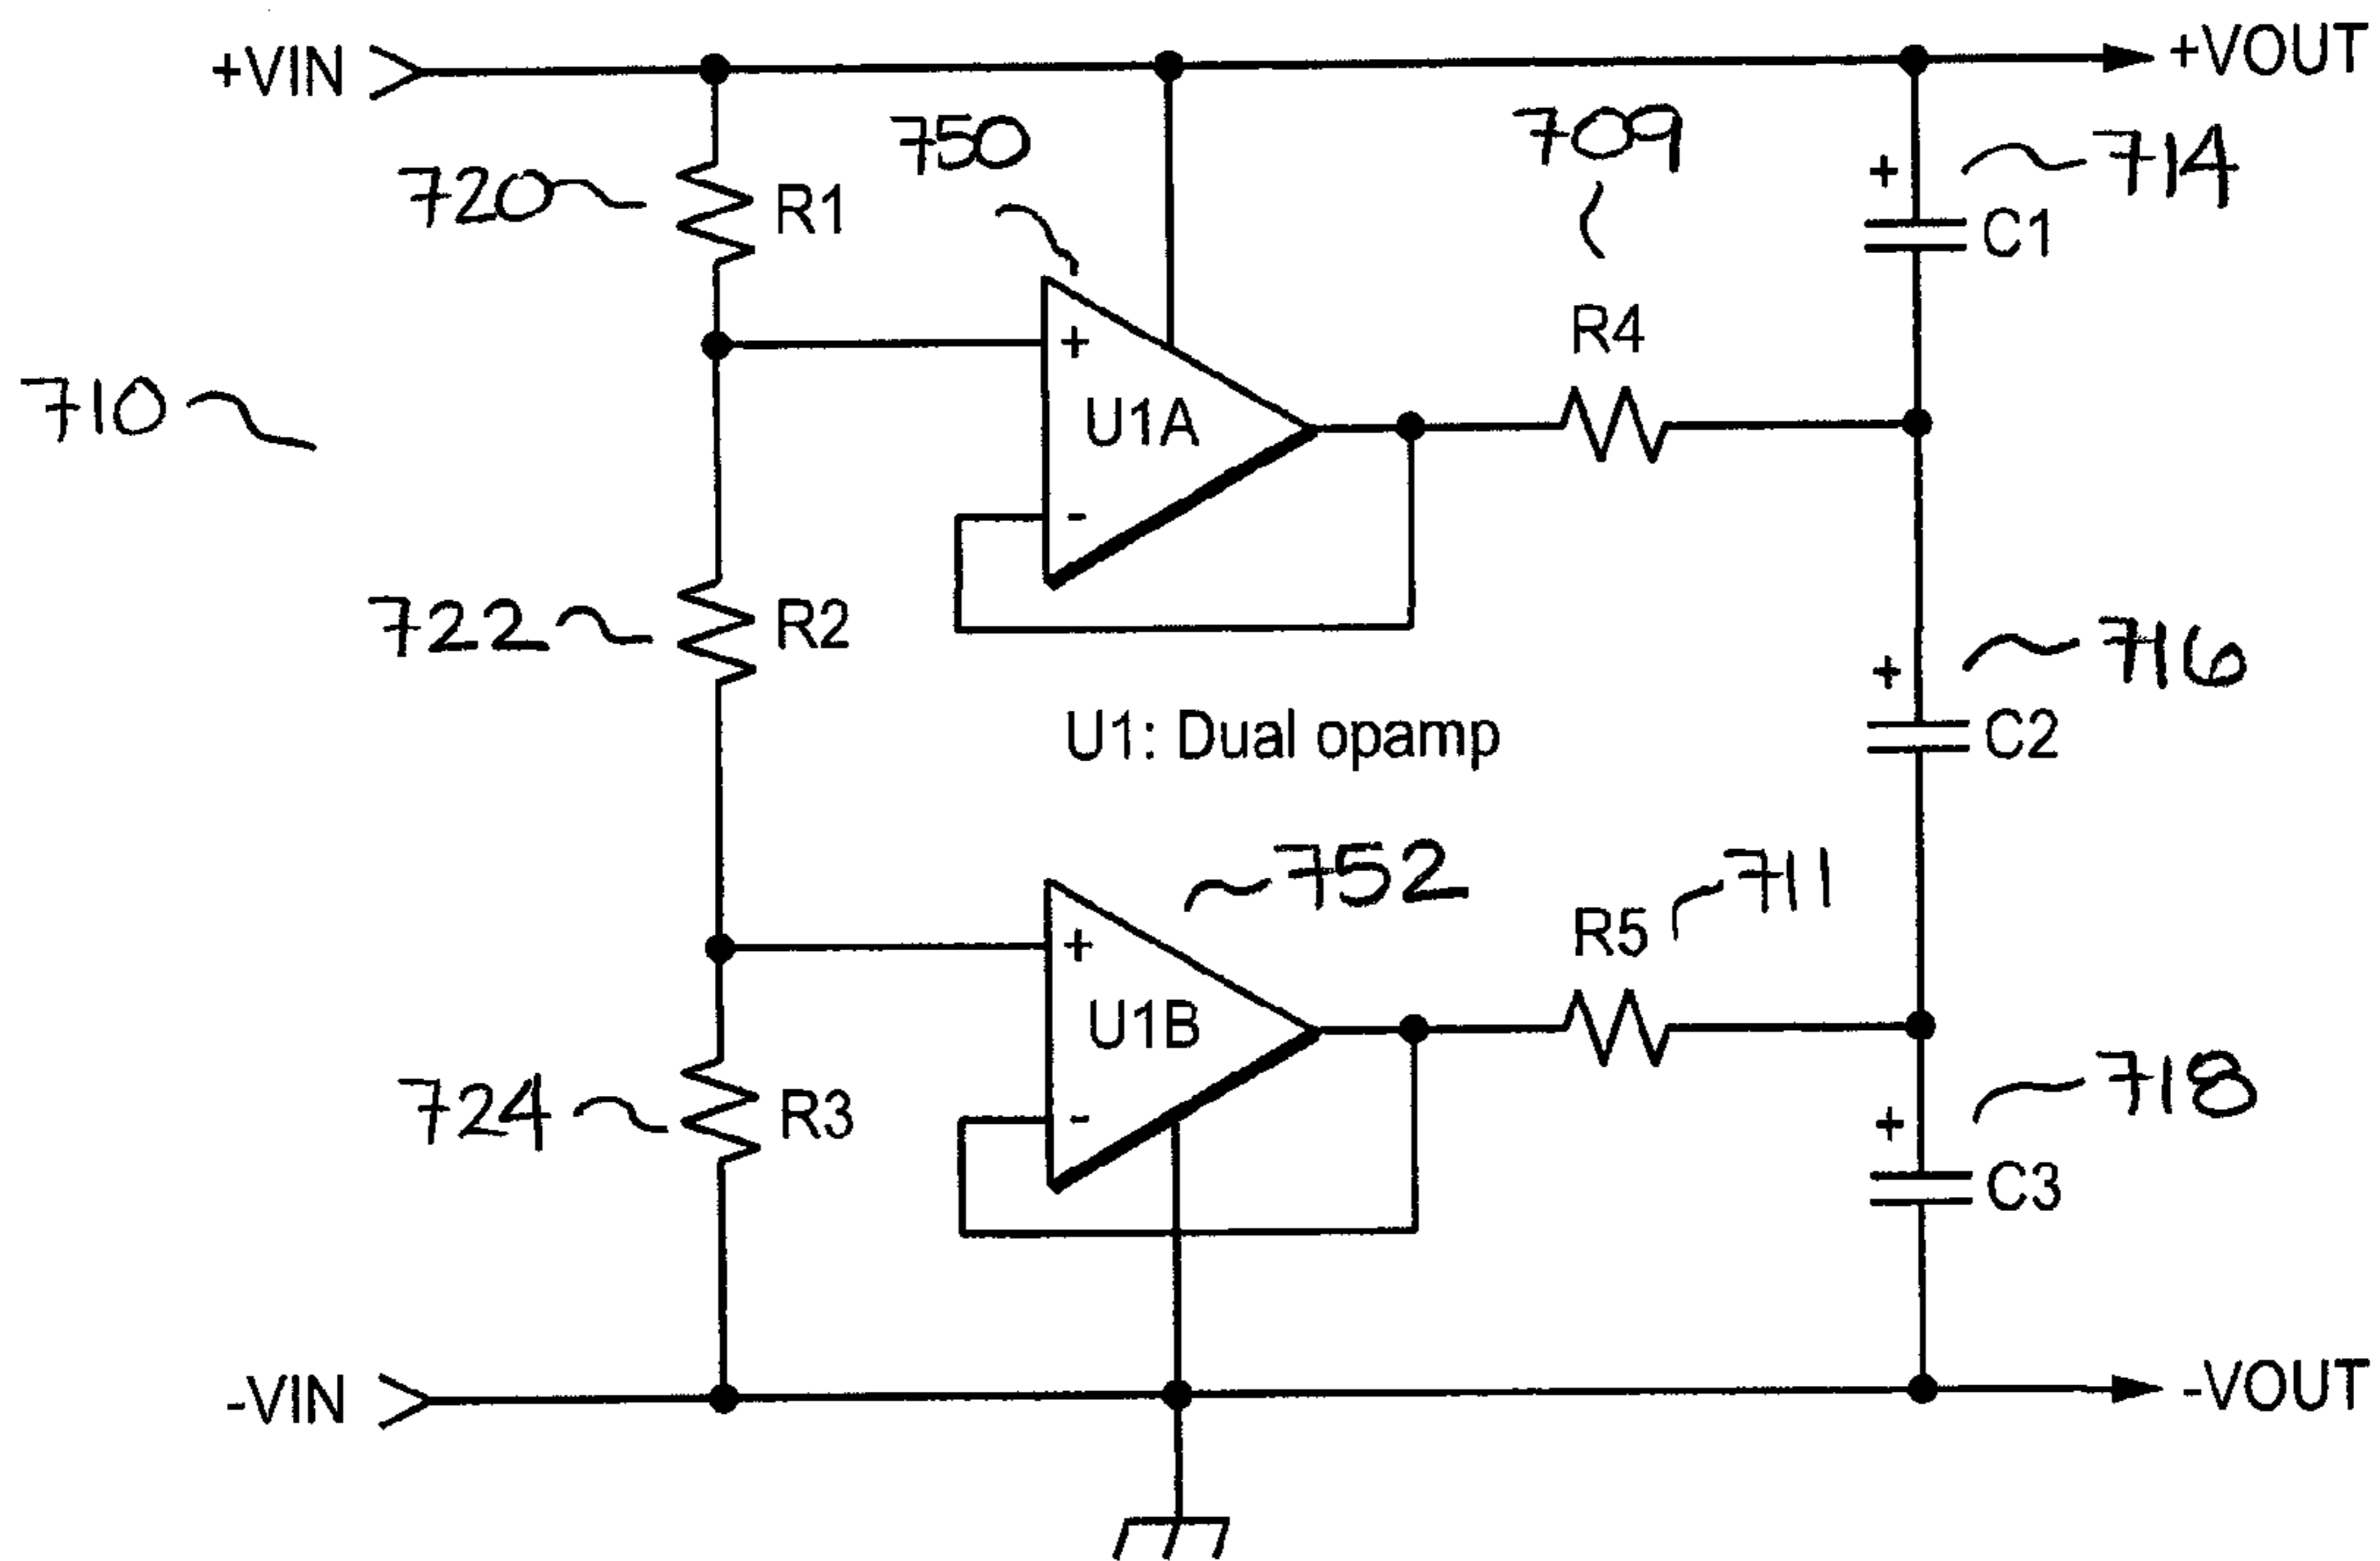 +VIN
+VOUT
750
709
714
+
720
R1
C1
R4
+
U1A
710
-
722
R2
716
+
C2
U1: Dual opamp
752
711
R5
+
U1B
724
R3
-
718
+
C3
-VIN
-VOUT